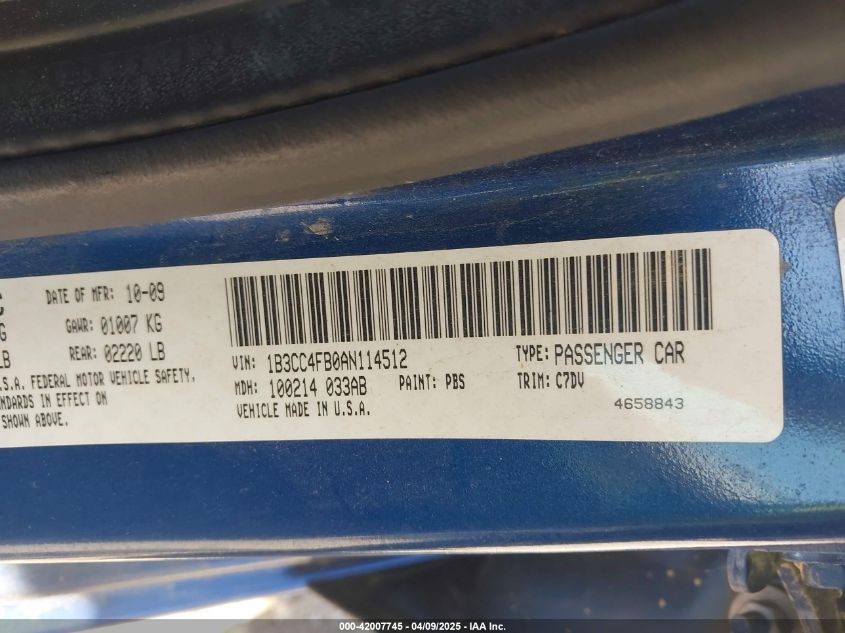 C
DATE OF MFR: 10-09
G
GAWR: 01007 KG
LB
REAR: 02220 LB
.S.A. FEDERAL MOTOR VEHICLE SAFETY,
ANDARDS IN EFFECT ON
SHOWN ABOVE.
VIN: 1B3CC4FB0AN114512
TYPE: PASSENGER CAR
MDH: 100214 033AB
PAINT: PBS
TRIM: C7DV
VEHICLE MADE IN U.S.A.
4658843
000-42007745 - 04/09/2025 - IAA Inc.